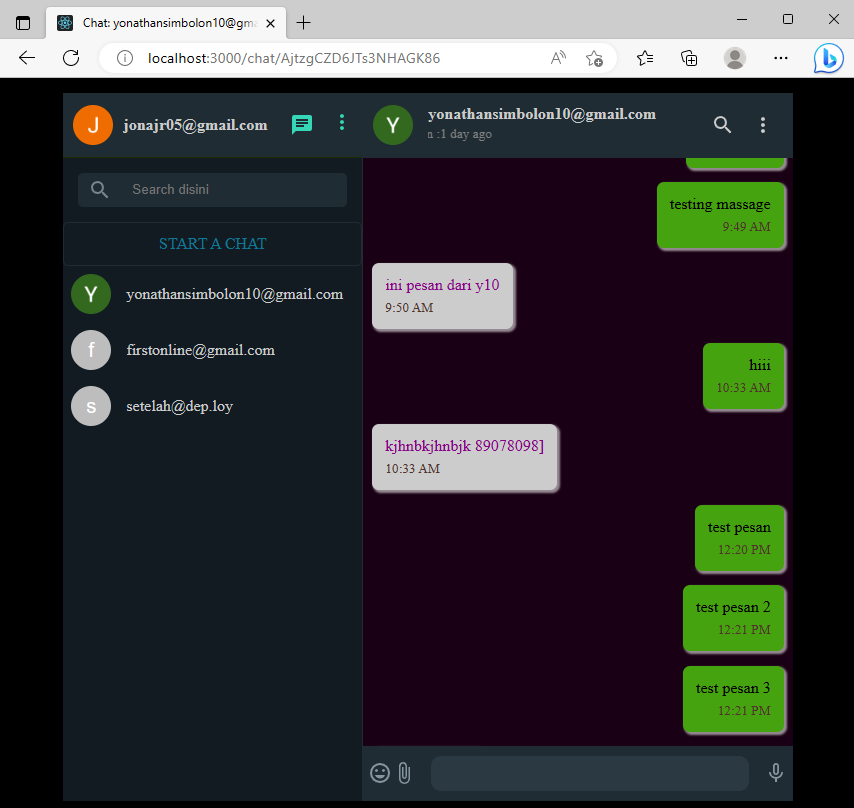 Chat: yonathansimbolon10@gma
localhost:3000/chat/AjtzgCZD6JTs3NHAGK86
J
jonajr05@gmail.com
Y
yonathansimbolon10@gmail.com
n :1 day ago
Search disini
START A CHAT
Y
yonathansimbolon10@gmail.com
f
firstonline@gmail.com
s
setelah@dep.loy
testing massage
9:49 AM
ini pesan dari y10
9:50 AM
hiii
10:33 AM
kjhnbkjhnbjk 89078098]
10:33 AM
test pesan
12:20 PM
test pesan 2
12:21 PM
test pesan 3
12:21 PM